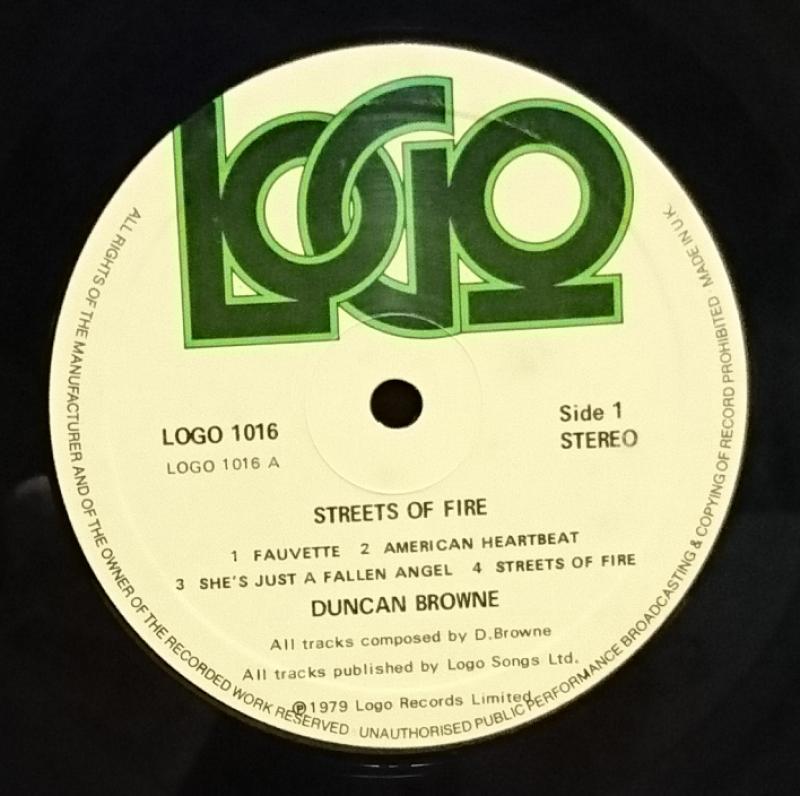 LOGO
LOGO 1016
LOGO 1016 A
Side 1
STEREO
STREETS OF FIRE
1 FAUVETTE 2 AMERICAN HEARTBEAT
3 SHE'S JUST A FALLEN ANGEL 4 STREETS OF FIRE
DUNCAN BROWNE
All tracks composed by D.Browne
All tracks published by Logo Songs Ltd.
℗1979 Logo Records Limited
ALL RIGHTS OF THE MANUFACTURER AND OF THE OWNER OF THE RECORDED WORK RESERVED UNAUTHORISED PUBLIC PERFORMANCE BROADCASTING & COPYING OF RECORD PROHIBITED · MADE IN U.K.